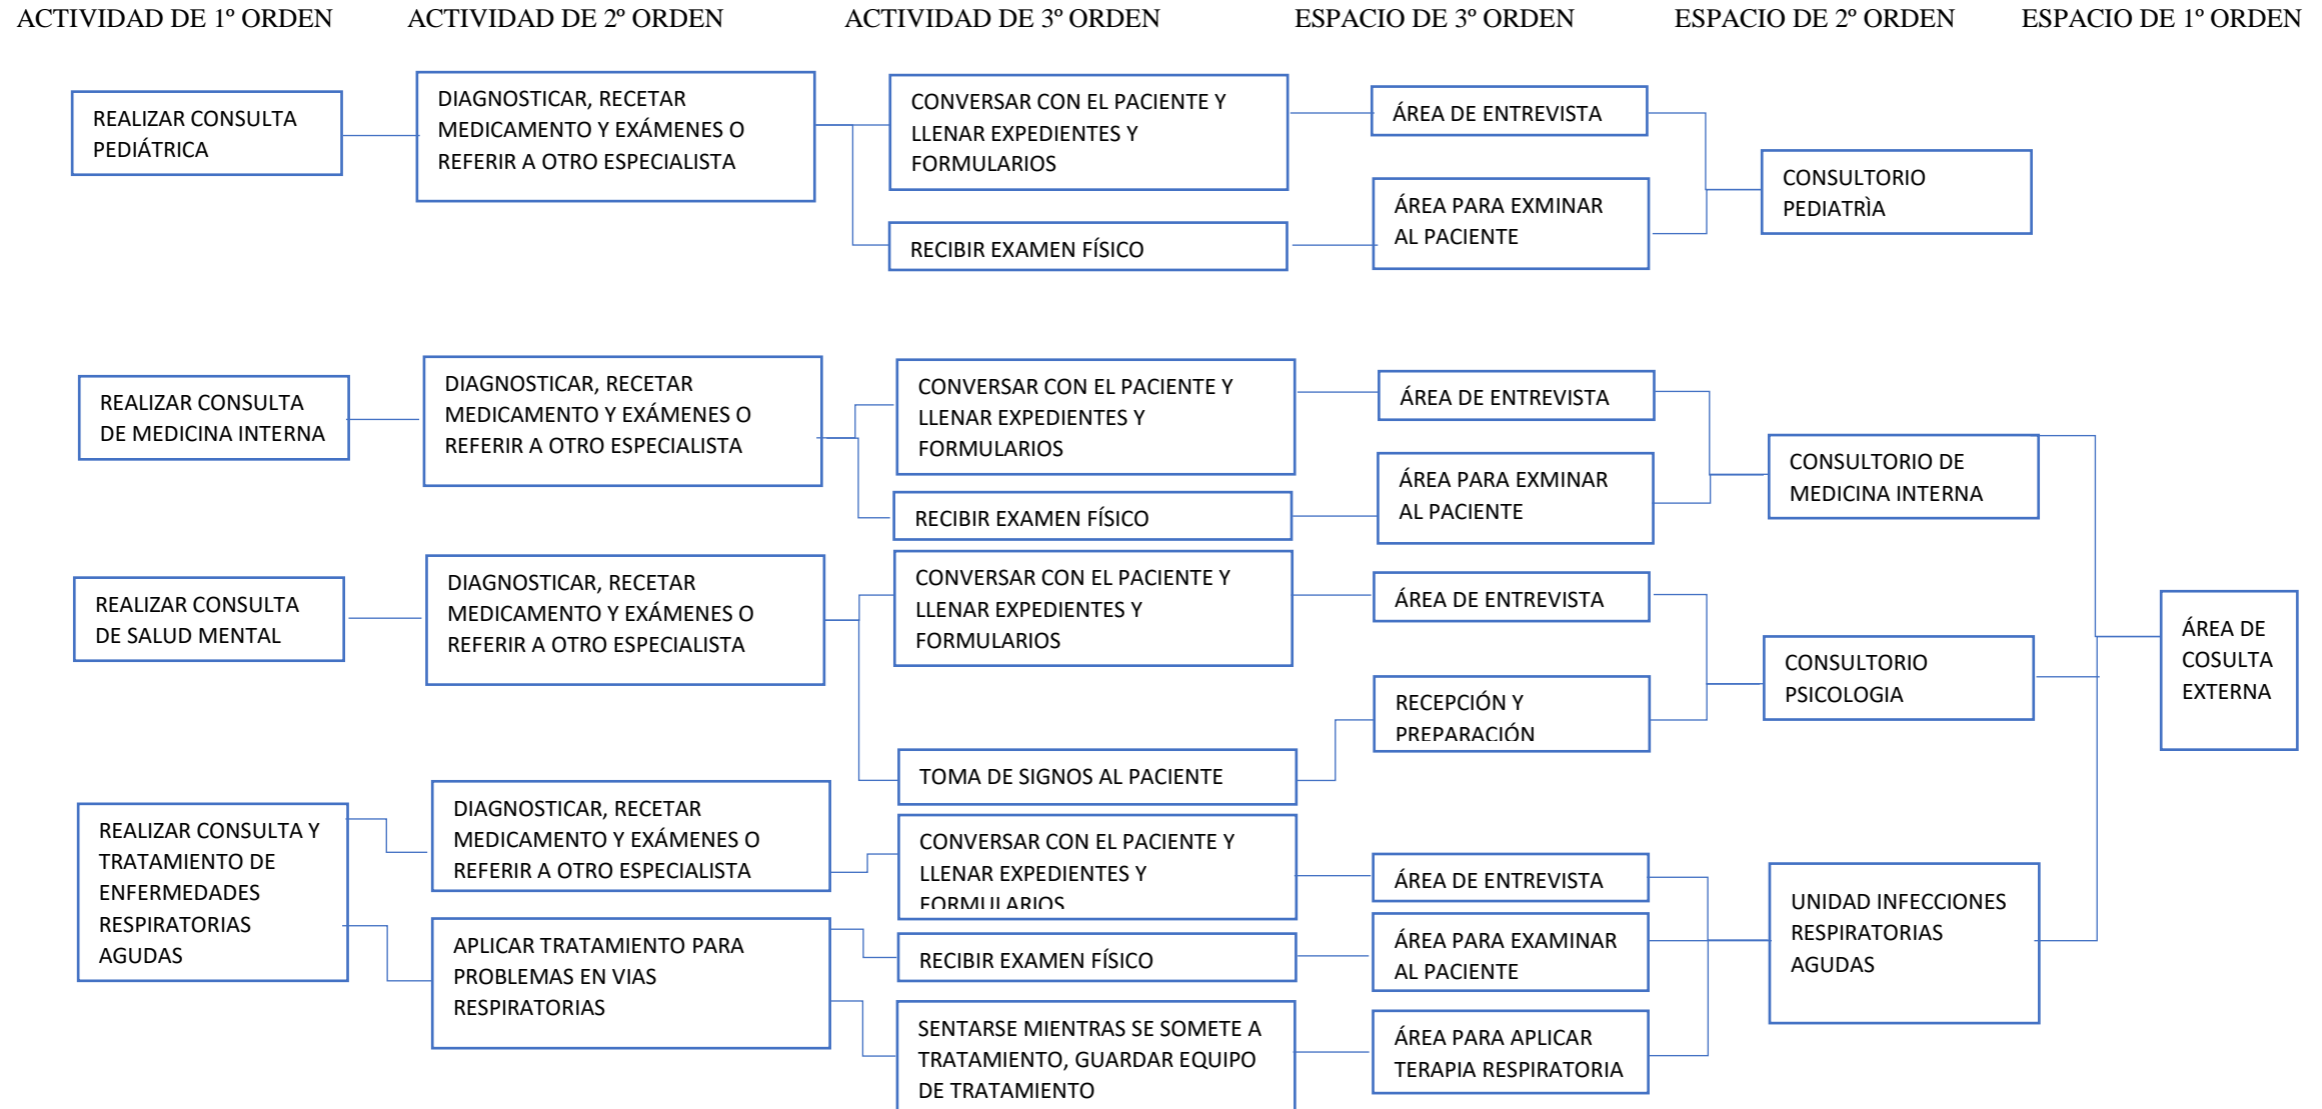 ACTIVIDAD DE 1º ORDEN
ACTIVIDAD DE 2º ORDEN
ACTIVIDAD DE 3º ORDEN
ESPACIO DE 3º ORDEN
ESPACIO DE 2º ORDEN
ESPACIO DE 1º ORDEN
REALIZAR CONSULTA
PEDIÁTRICA
DIAGNOSTICAR, RECETAR
MEDICAMENTO Y EXÁMENES O
REFERIR A OTRO ESPECIALISTA
CONVERSAR CON EL PACIENTE Y
LLENAR EXPEDIENTES Y
FORMULARIOS
RECIBIR EXAMEN FÍSICO
ÁREA DE ENTREVISTA
ÁREA PARA EXMINAR
AL PACIENTE
CONSULTORIO
PEDIATRÌA
REALIZAR CONSULTA
DE MEDICINA INTERNA
DIAGNOSTICAR, RECETAR
MEDICAMENTO Y EXÁMENES O
REFERIR A OTRO ESPECIALISTA
CONVERSAR CON EL PACIENTE Y
LLENAR EXPEDIENTES Y
FORMULARIOS
RECIBIR EXAMEN FÍSICO
ÁREA DE ENTREVISTA
ÁREA PARA EXMINAR
AL PACIENTE
CONSULTORIO DE
MEDICINA INTERNA
REALIZAR CONSULTA
DE SALUD MENTAL
DIAGNOSTICAR, RECETAR
MEDICAMENTO Y EXÁMENES O
REFERIR A OTRO ESPECIALISTA
CONVERSAR CON EL PACIENTE Y
LLENAR EXPEDIENTES Y
FORMULARIOS
TOMA DE SIGNOS AL PACIENTE
ÁREA DE ENTREVISTA
RECEPCIÓN Y
PREPARACIÓN
CONSULTORIO
PSICOLOGIA
ÁREA DE
COSULTA
EXTERNA
REALIZAR CONSULTA Y
TRATAMIENTO DE
ENFERMEDADES
RESPIRATORIAS
AGUDAS
DIAGNOSTICAR, RECETAR
MEDICAMENTO Y EXÁMENES O
REFERIR A OTRO ESPECIALISTA
APLICAR TRATAMIENTO PARA
PROBLEMAS EN VIAS
RESPIRATORIAS
CONVERSAR CON EL PACIENTE Y
LLENAR EXPEDIENTES Y
FORMULARIOS
RECIBIR EXAMEN FÍSICO
SENTARSE MIENTRAS SE SOMETE A
TRATAMIENTO, GUARDAR EQUIPO
DE TRATAMIENTO
ÁREA DE ENTREVISTA
ÁREA PARA EXAMINAR
AL PACIENTE
ÁREA PARA APLICAR
TERAPIA RESPIRATORIA
UNIDAD INFECCIONES
RESPIRATORIAS
AGUDAS